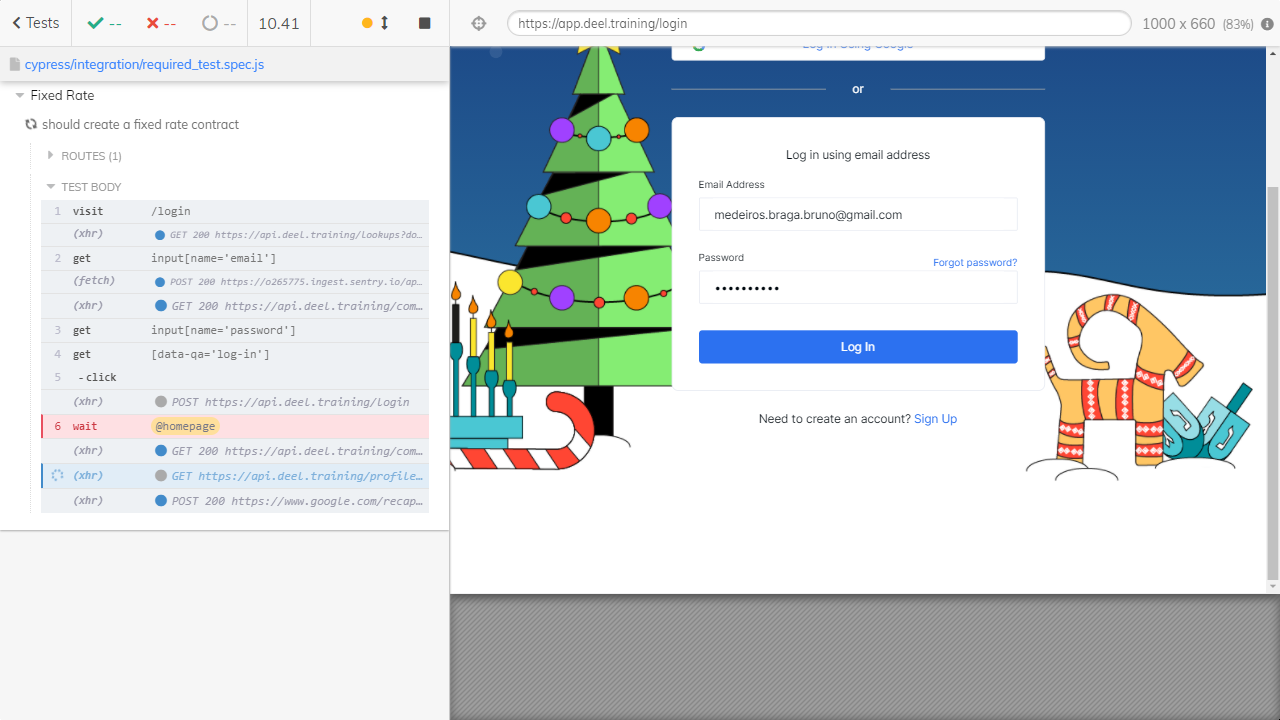 Tests
--
--
--
10.41
https://app.deel.training/login
1000 x 660 (83%)
cypress/integration/required_test.spec.js
Fixed Rate
should create a fixed rate contract
ROUTES (1)
TEST BODY
1 visit /login
(xhr) GET 200 https://api.deel.training/lookups?do…
2 get input[name='email']
(fetch) POST 200 https://o265775.ingest.sentry.io/ap…
(xhr) GET 200 https://api.deel.training/com…
3 get input[name='password']
4 get [data-qa='log-in']
5 - click
(xhr) POST https://api.deel.training/login
6 wait @homepage
(xhr) GET 200 https://api.deel.training/com…
(xhr) GET https://api.deel.training/profile…
(xhr) POST 200 https://www.google.com/recap…
Log In Using Google
or
Log in using email address
Email Address
medeiros.braga.bruno@gmail.com
Password
Forgot password?
••••••••••
Log In
Need to create an account? Sign Up